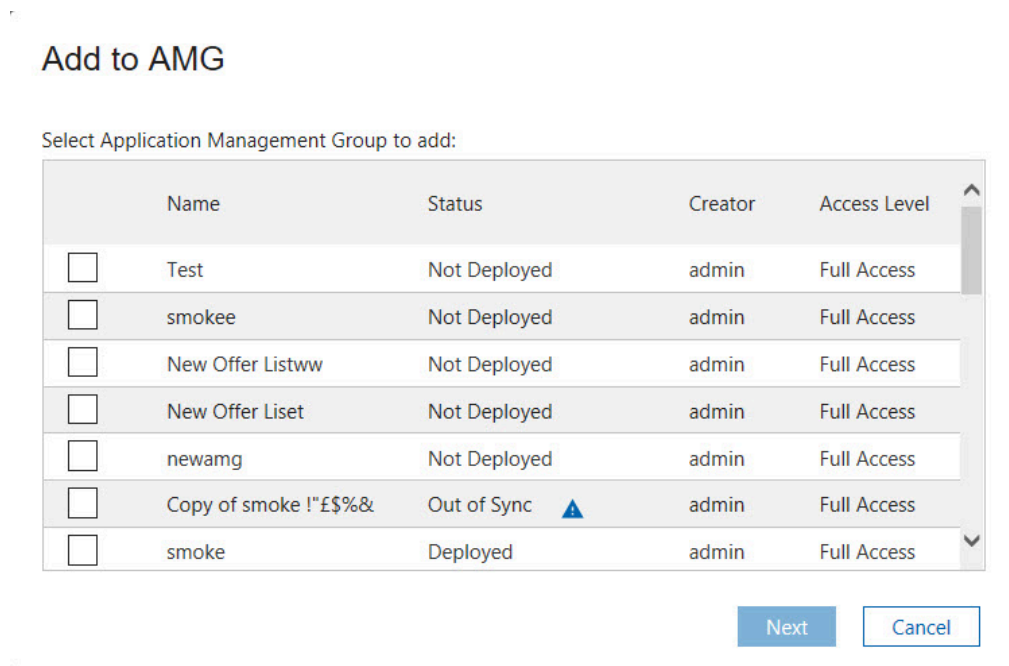 Add to AMG
Select Application Management Group to add:
Name Status Creator Access Level
Test Not Deployed admin Full Access
smokee Not Deployed admin Full Access
New Offer Listww Not Deployed admin Full Access
New Offer Liset Not Deployed admin Full Access
newamg Not Deployed admin Full Access
Copy of smoke !"£$%& Out of Sync admin Full Access
smoke Deployed admin Full Access
Next Cancel